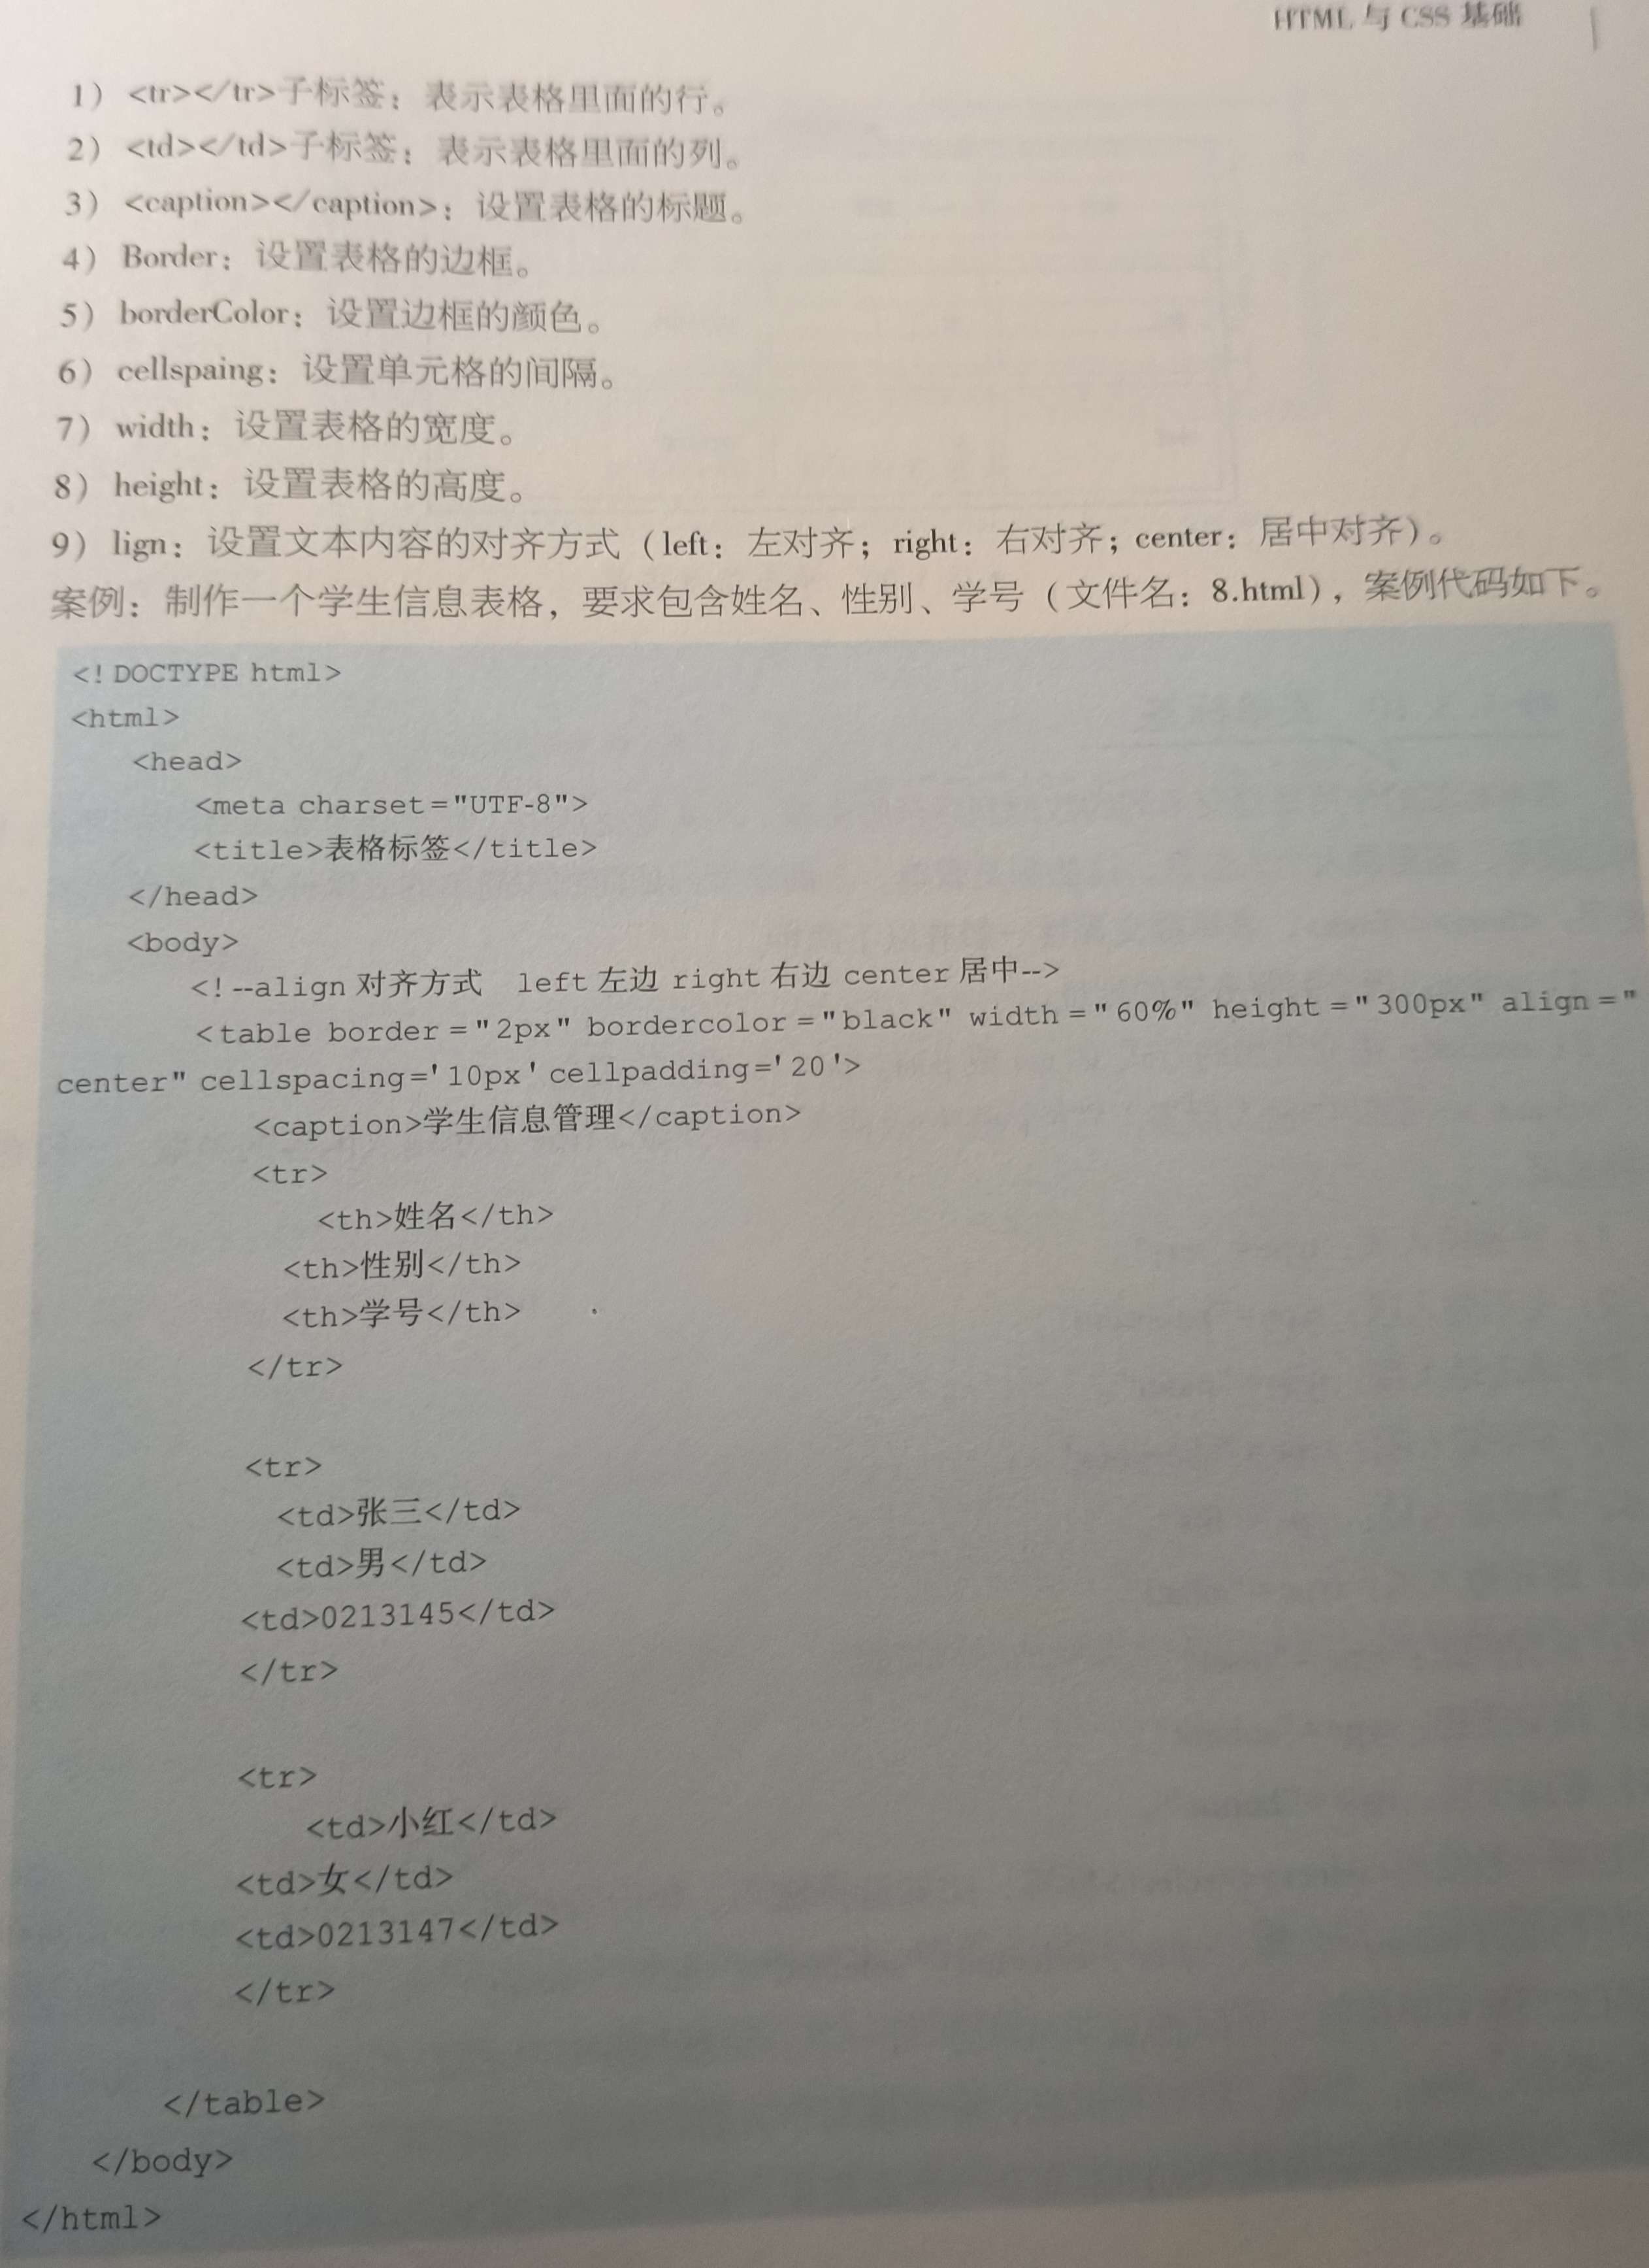 HTML 与 CSS 基础
1）<tr></tr>子标签：表示表格里面的行。
2）<td></td>子标签：表示表格里面的列。
3）<caption></caption>：设置表格的标题。
4）Border：设置表格的边框。
5）borderColor：设置边框的颜色。
6）cellspaing：设置单元格的间隔。
7）width：设置表格的宽度。
8）height：设置表格的高度。
9）lign：设置文本内容的对齐方式（left：左对齐；right：右对齐；center：居中对齐）。
案例：制作一个学生信息表格，要求包含姓名、性别、学号（文件名：8.html），案例代码如下。
<! DOCTYPE html>
<html>
<head>
<meta charset="UTF-8">
<title>表格标签</title>
</head>
<body>
<! --align 对齐方式 left 左边 right 右边 center 居中-->
<table border ="2px" bordercolor ="black" width ="60%" height ="300px" align ="
center" cellspacing='10px' cellpadding='20'>
<caption>学生信息管理</caption>
<tr>
<th>姓名</th>
<th>性别</th>
<th>学号</th>
</tr>
<tr>
<td>张三</td>
<td>男</td>
<td>0213145</td>
</tr>
<tr>
<td>小红</td>
<td>女</td>
<td>0213147</td>
</tr>
</table>
</body>
</html>